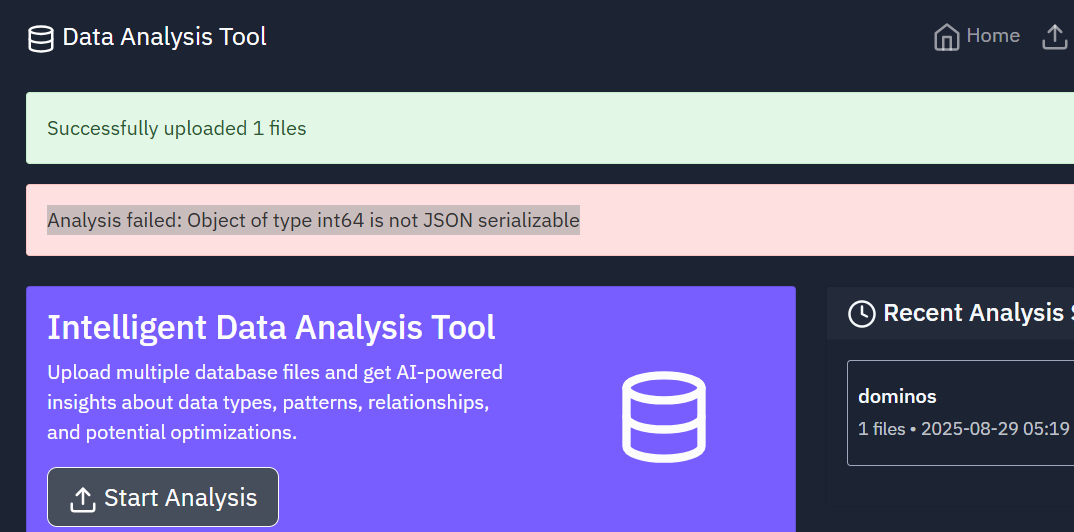 Data Analysis Tool
Home
Successfully uploaded 1 files
Analysis failed: Object of type int64 is not JSON serializable
Intelligent Data Analysis Tool
Upload multiple database files and get AI-powered
insights about data types, patterns, relationships,
and potential optimizations.
Start Analysis
Recent Analysis
dominos
1 files • 2025-08-29 05:19